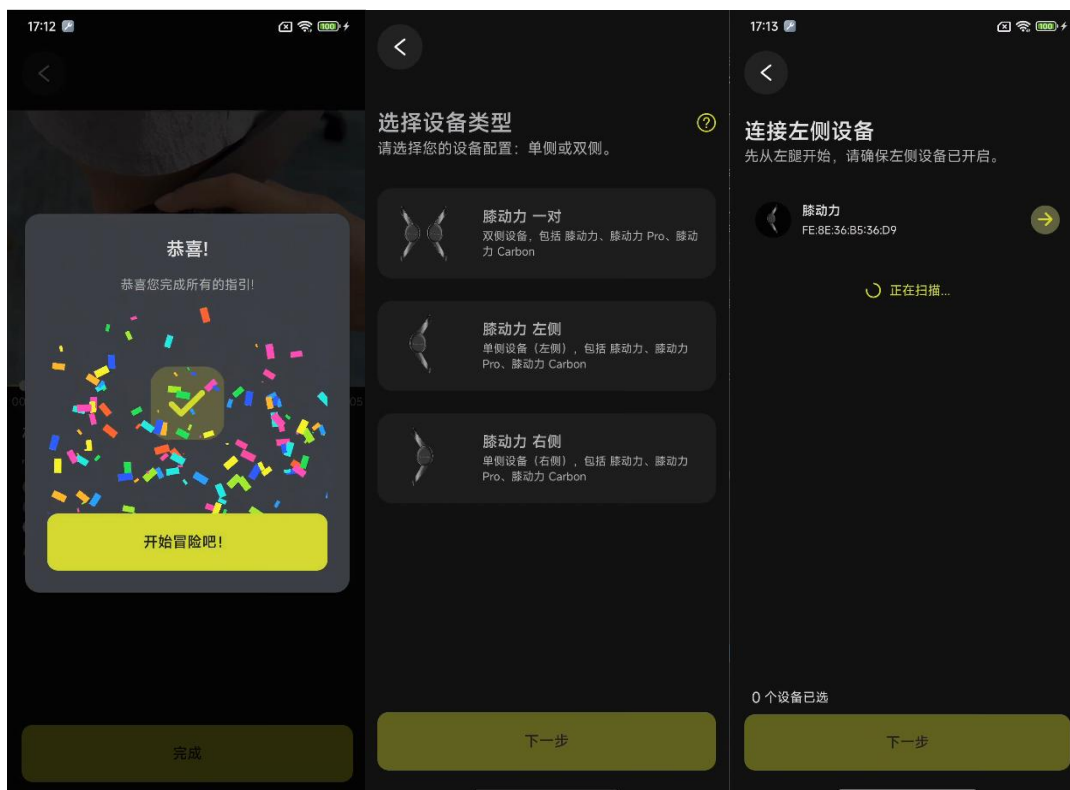 17:12
100
恭喜!
恭喜您完成所有的指引!
00
05
开始冒险吧!
完成
选择设备类型
?
请选择您的设备配置：单侧或双侧。
膝动力 一对
双侧设备，包括 膝动力、膝动力 Pro、膝动
力 Carbon
膝动力 左侧
单侧设备（左侧），包括 膝动力、膝动力
Pro、膝动力 Carbon
膝动力 右侧
单侧设备（右侧），包括 膝动力、膝动力
Pro、膝动力 Carbon
下一步
17:13
100
连接左侧设备
先从左腿开始，请确保左侧设备已开启。
膝动力
FE:8E:36:B5:36:D9
正在扫描...
0 个设备已选
下一步